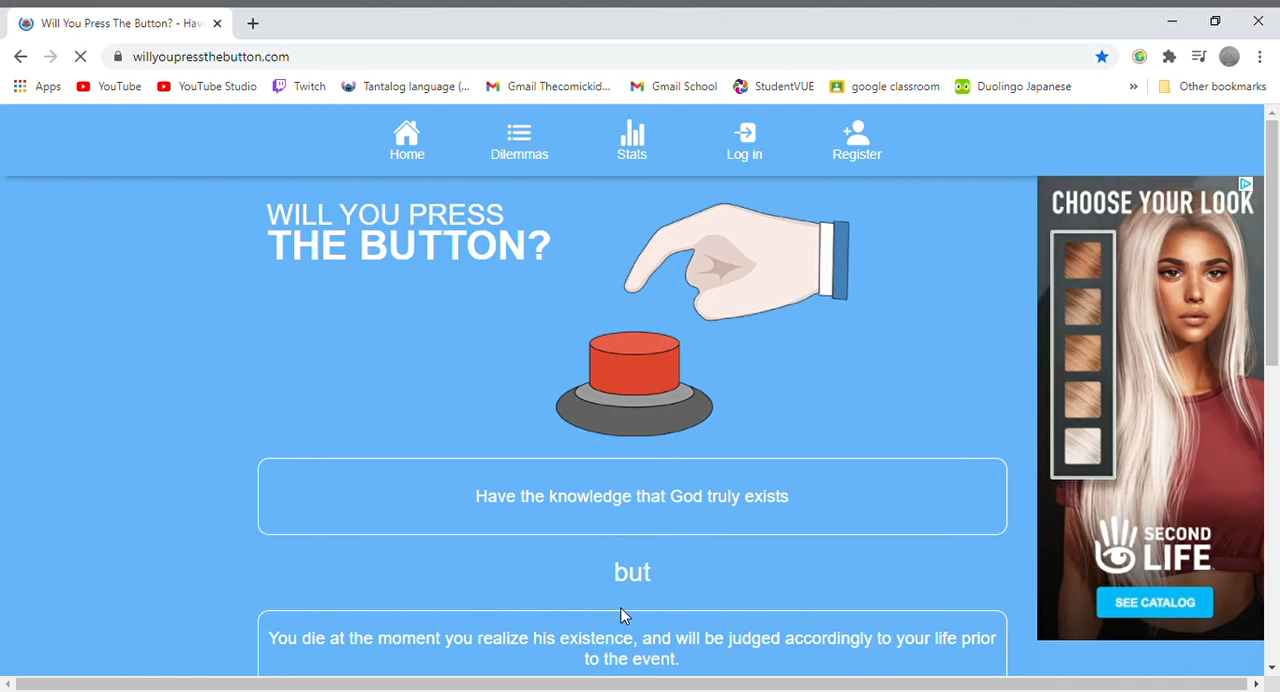 Will You Press The Button? - Hav
willyoupressthebutton.com
Apps YouTube YouTube Studio Twitch Tantalog language (... Gmail Thecomickid... Gmail School StudentVUE google classroom Duolingo Japanese » Other bookmarks
Home Dilemmas Stats Log in Register
WILL YOU PRESS
THE BUTTON?
CHOOSE YOUR LOOK
Have the knowledge that God truly exists
but
SECOND
LIFE
SEE CATALOG
You die at the moment you realize his existence, and will be judged accordingly to your life prior
to the event.